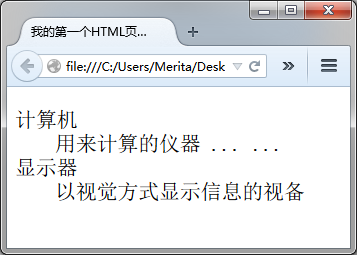 我的第一个HTML页...
file:///C:/Users/Merita/Desk
计算机
用来计算的仪器 ... ...
显示器
以视觉方式显示信息的视备